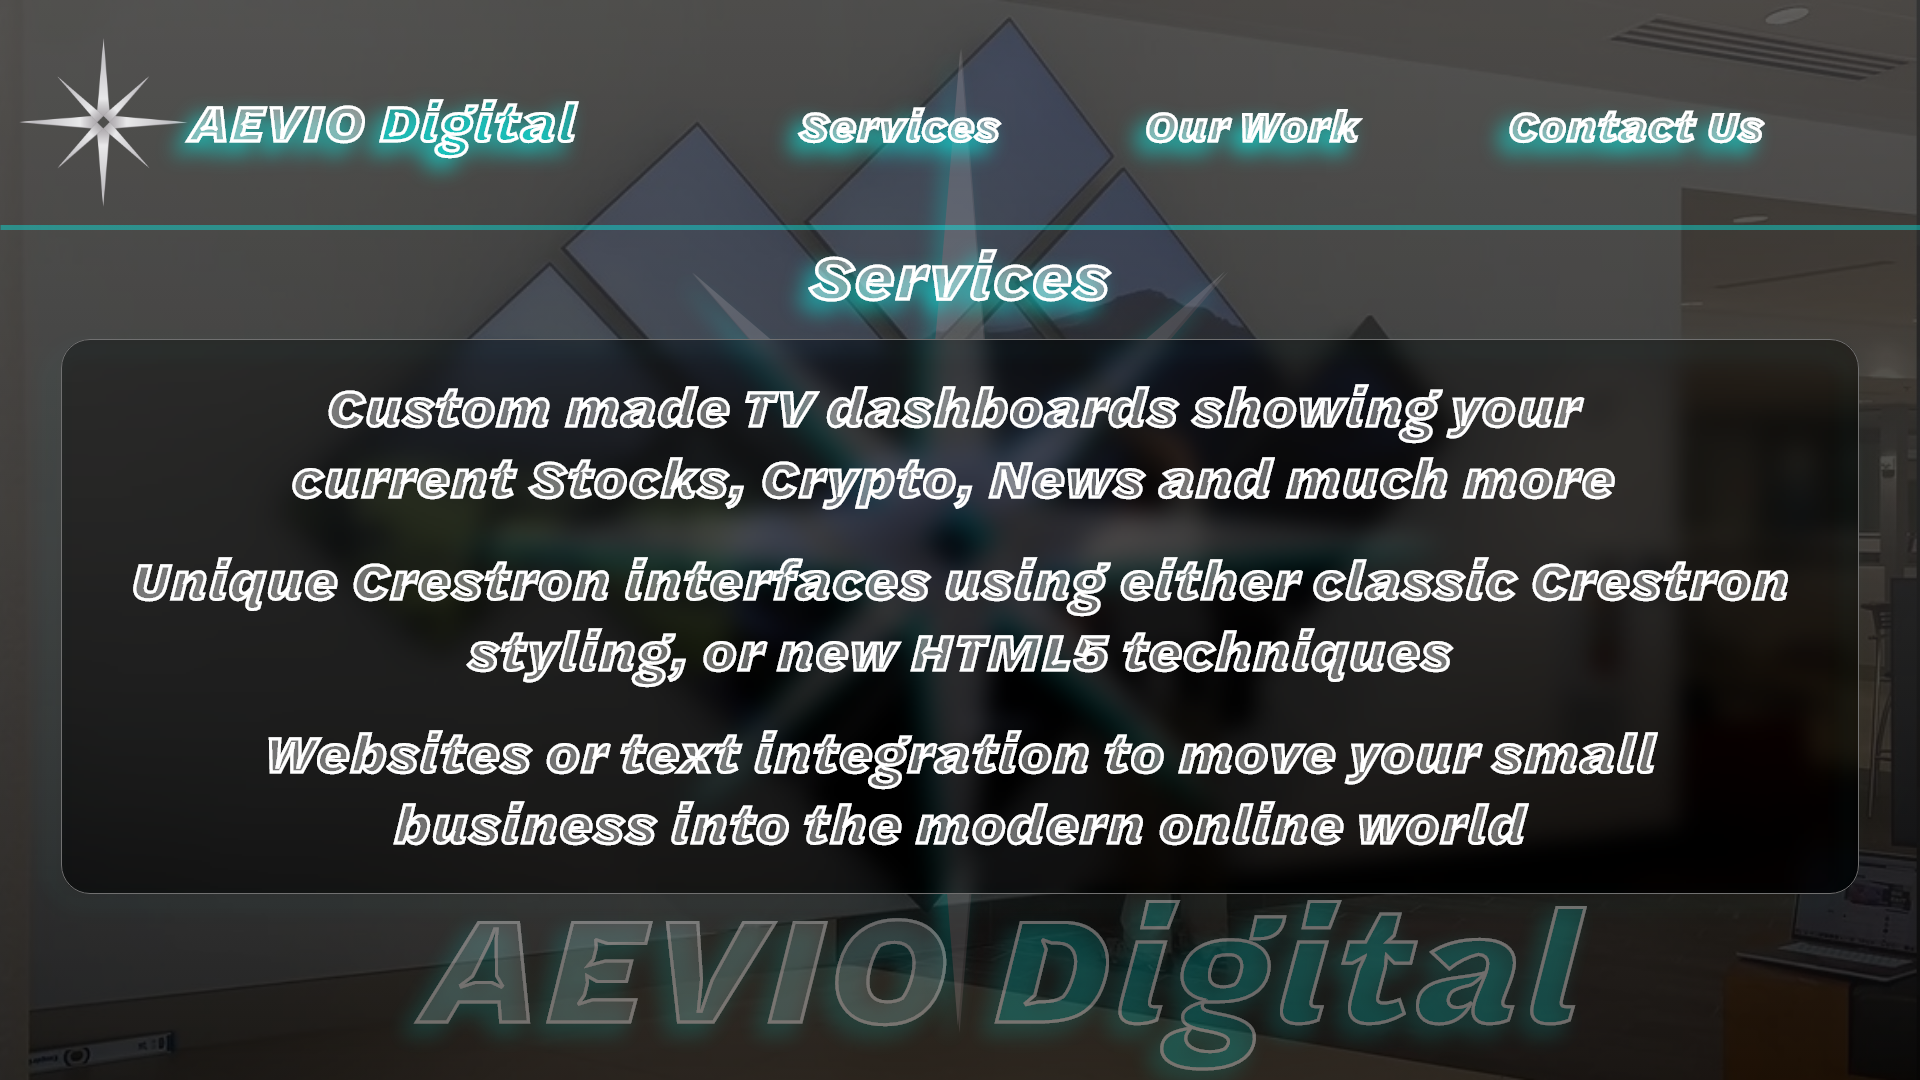 AEVIO Digital
Services
Our Work
Contact Us
Services
Custom made TV dashboards showing your
current Stocks, Crypto, News and much more
Unique Crestron interfaces using either classic Crestron
styling, or new HTML5 techniques
Websites or text integration to move your small
business into the modern online world
AEVIO Digital